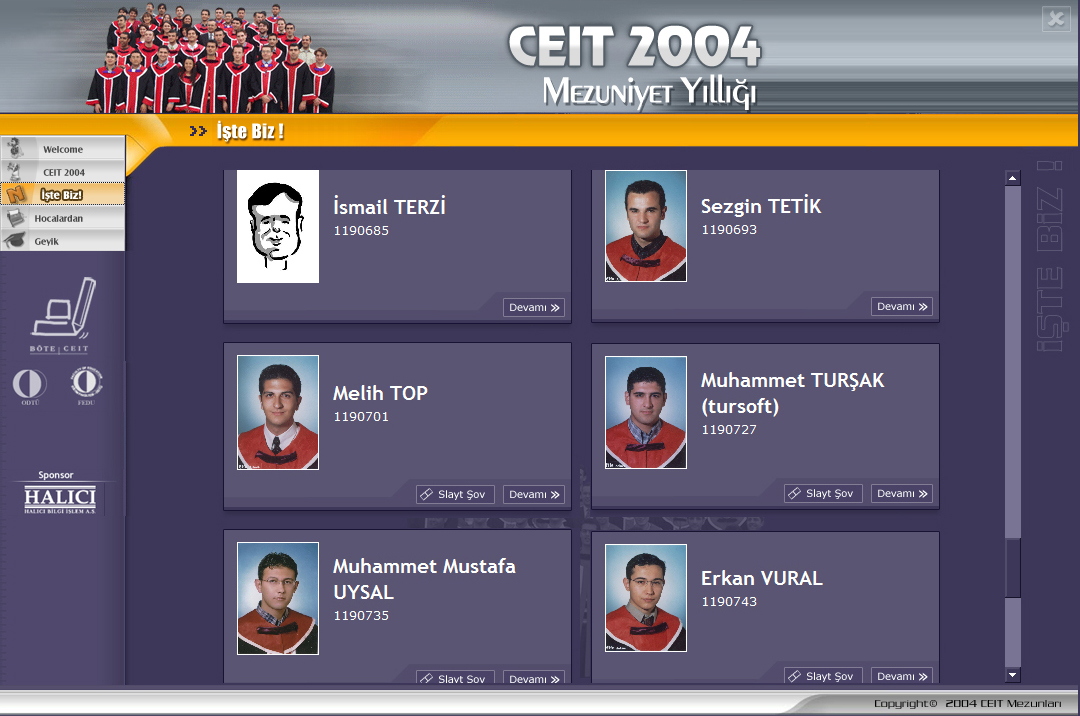 CEIT 2004
Mezuniyet Yıllığı
>> İşte Biz !
Welcome
CEIT 2004
İşte Biz!
Hocalardan
Geyik
BÖTE | CEIT
ODTÜ
FEDU
Sponsor
HALICI
HALICI BİLGİ İŞLEM A.Ş.
İsmail TERZİ
1190685
Devamı »
Sezgin TETİK
1190693
Devamı »
Melih TOP
1190701
Slayt Şov
Devamı »
Muhammet TURŞAK
(tursoft)
1190727
Slayt Şov
Devamı »
Muhammet Mustafa
UYSAL
1190735
Slayt Şov
Devamı »
Erkan VURAL
1190743
Slayt Şov
Devamı »
İŞTE BİZ !
Copyright© 2004 CEIT Mezunları